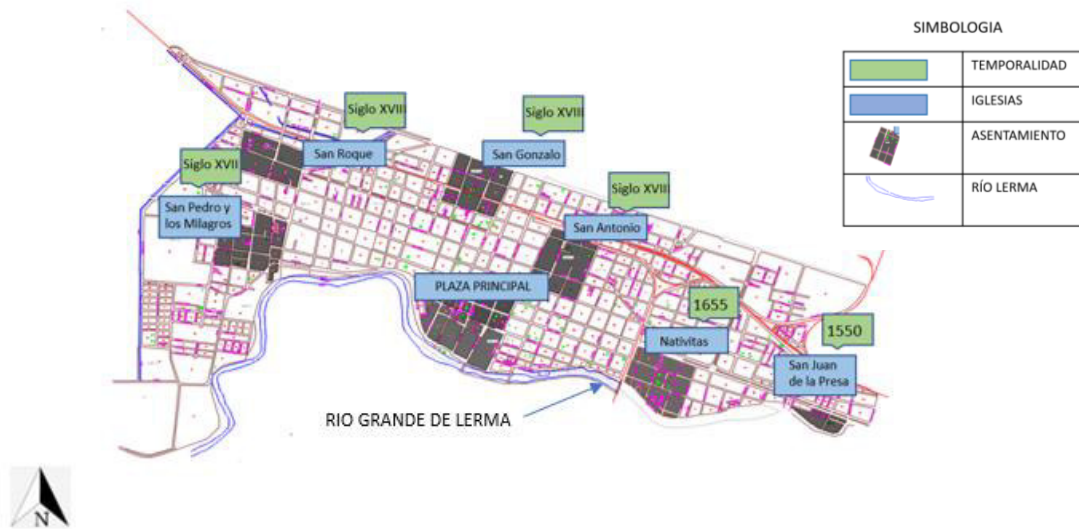 SIMBOLOGIA
TEMPORALIDAD
IGLESIAS
ASENTAMIENTO
RÍO LERMA
Siglo XVIII
Siglo XVIII
San Roque
San Gonzalo
Siglo XVII
Siglo XVIII
San Pedro y
los Milagros
San Antonio
PLAZA PRINCIPAL
1655
1550
Nativitas
San Juan
de la Presa
RIO GRANDE DE LERMA
N